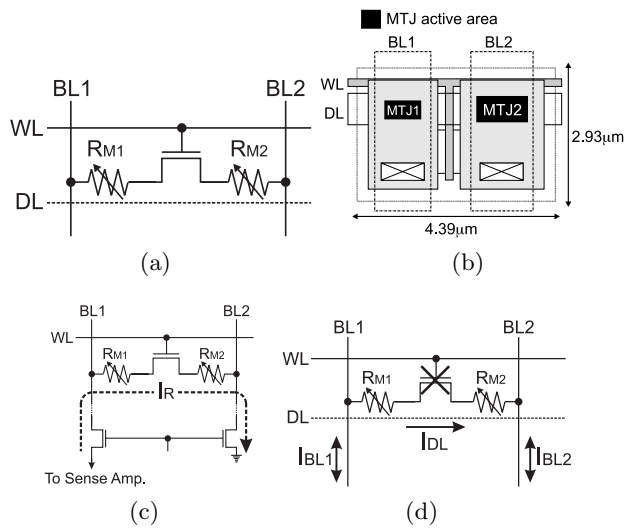 BL1 BL2
WL
RM1 RM2
DL
(a)
MTJ active area
BL1 BL2
WL
DL
MTJ1 MTJ2
2.93μm
4.39μm
(b)
BL1 BL2
WL
RM1 RM2
IR
To Sense Amp.
(c)
BL1 BL2
WL
RM1 RM2
DL
IDL
IBL1 IBL2
(d)